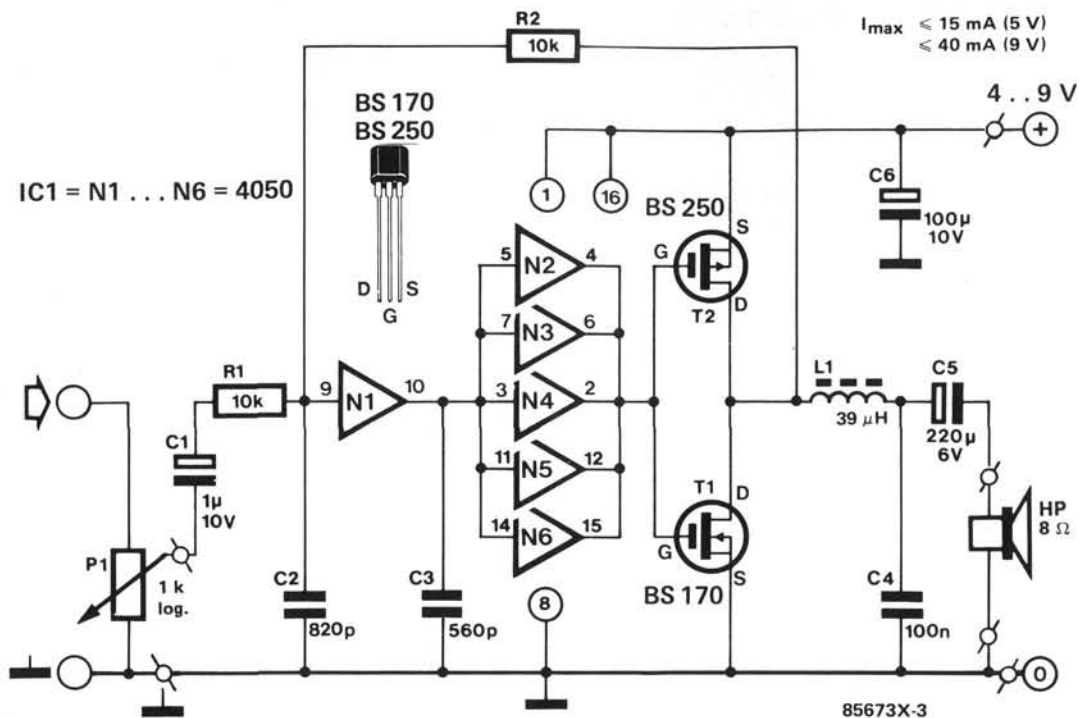 R2
10k
Imax ≤ 15 mA (5 V)
≤ 40 mA (9 V)
BS 170
BS 250
4 . . 9 V
+
IC1 = N1 . . . N6 = 4050
1
16
BS 250
C6
100µ
10V
D
S
G
5
N2
4
G
S
D
T2
7
N3
6
R1
10k
9
N1
10
3
N4
2
L1
39 µH
C5
220µ
6V
C1
1µ
10V
11
N5
12
T1
D
14
N6
15
G
S
BS 170
HP
8 Ω
P1
1 k
log.
C2
820p
C3
560p
8
C4
100n
0
85673X-3